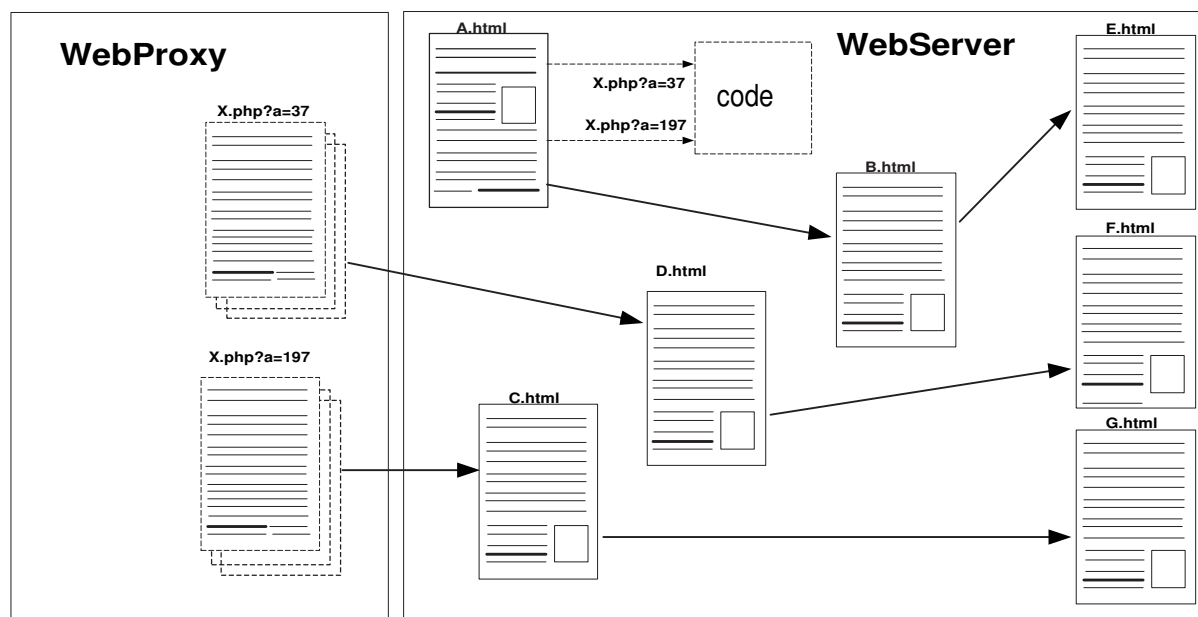 WebProxy
X.php?a=37
X.php?a=197
WebServer
A.html
X.php?a=37
X.php?a=197
code
B.html
E.html
D.html
F.html
C.html
G.html